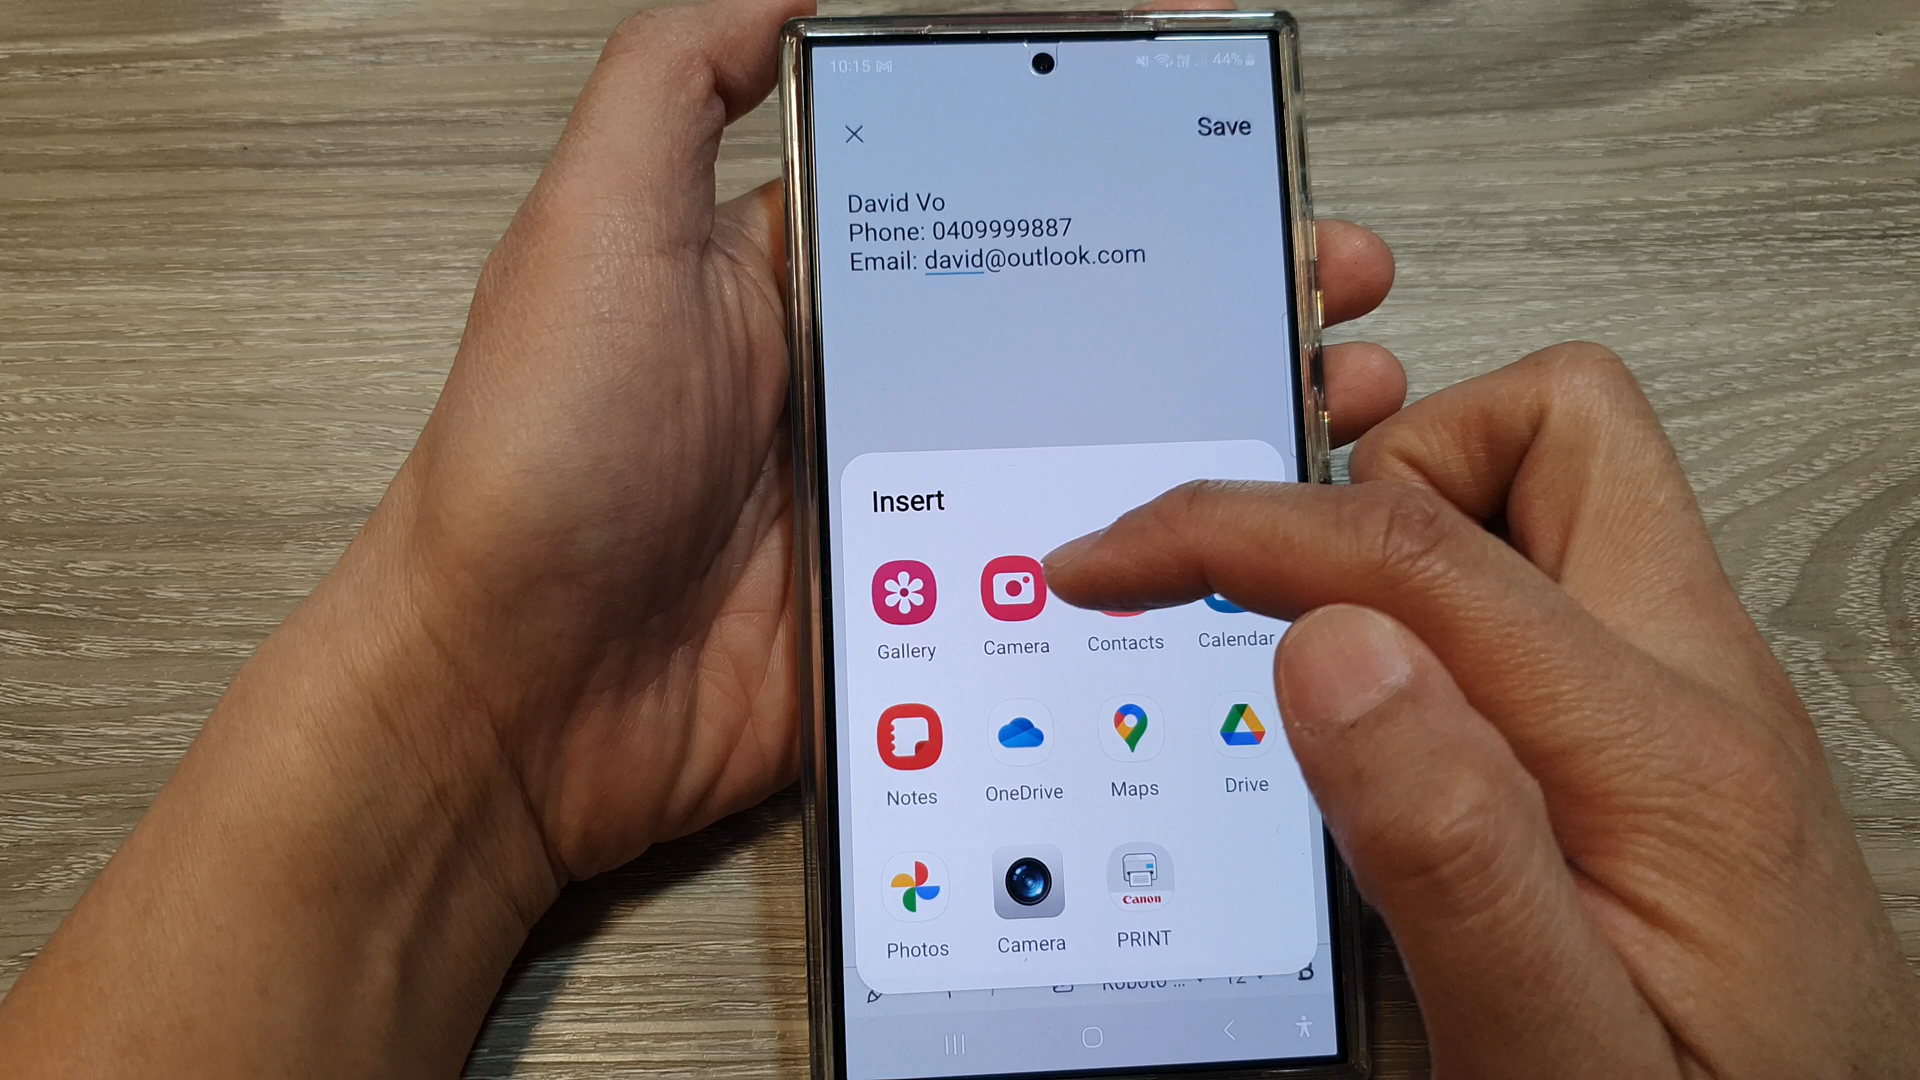 10:15
44%
Save
David Vo
Phone: 0409999887
Email: david@outlook.com
Insert
Gallery Camera Contacts Calendar
Notes OneDrive Maps Drive
Canon
Photos Camera PRINT
Roboto ... 12 B